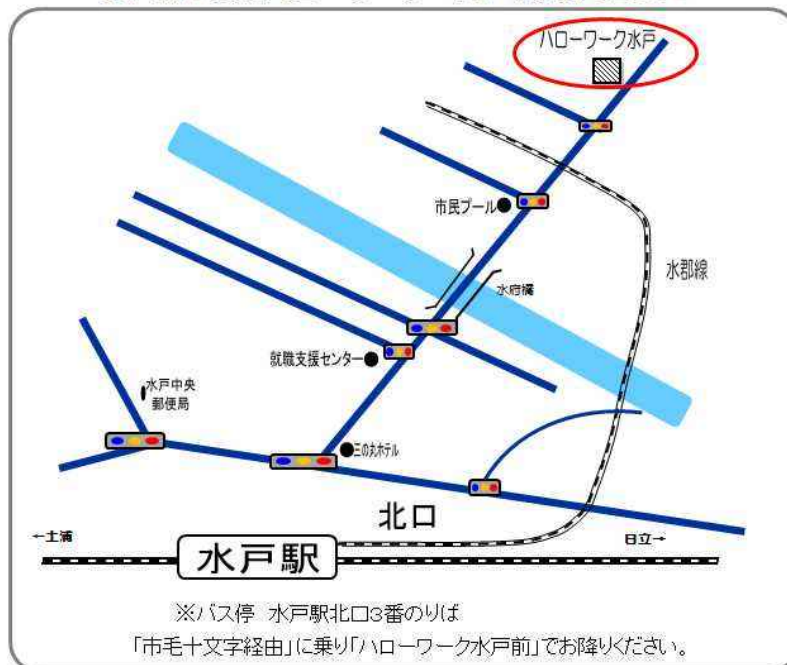 ハローワーク水戸
市民プール
水郡線
水府橋
就職支援センター
水戸中央
郵便局
三の丸ホテル
北口
←土浦
日立→
水戸駅
※バス停 水戸駅北口3番のりば
「市毛十文字経由」に乗り「ハローワーク水戸前」でお降りください。